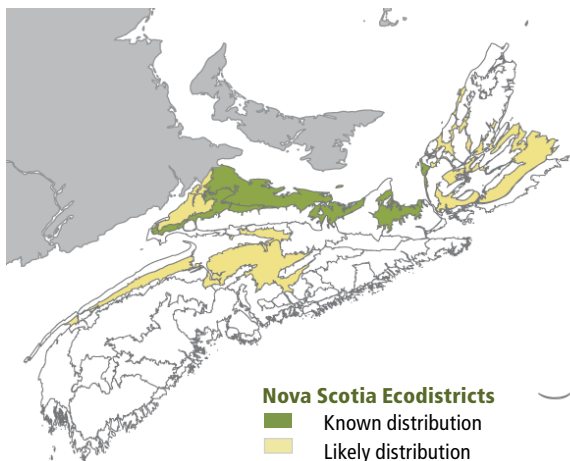 Nova Scotia Ecodistricts
Known distribution
Likely distribution